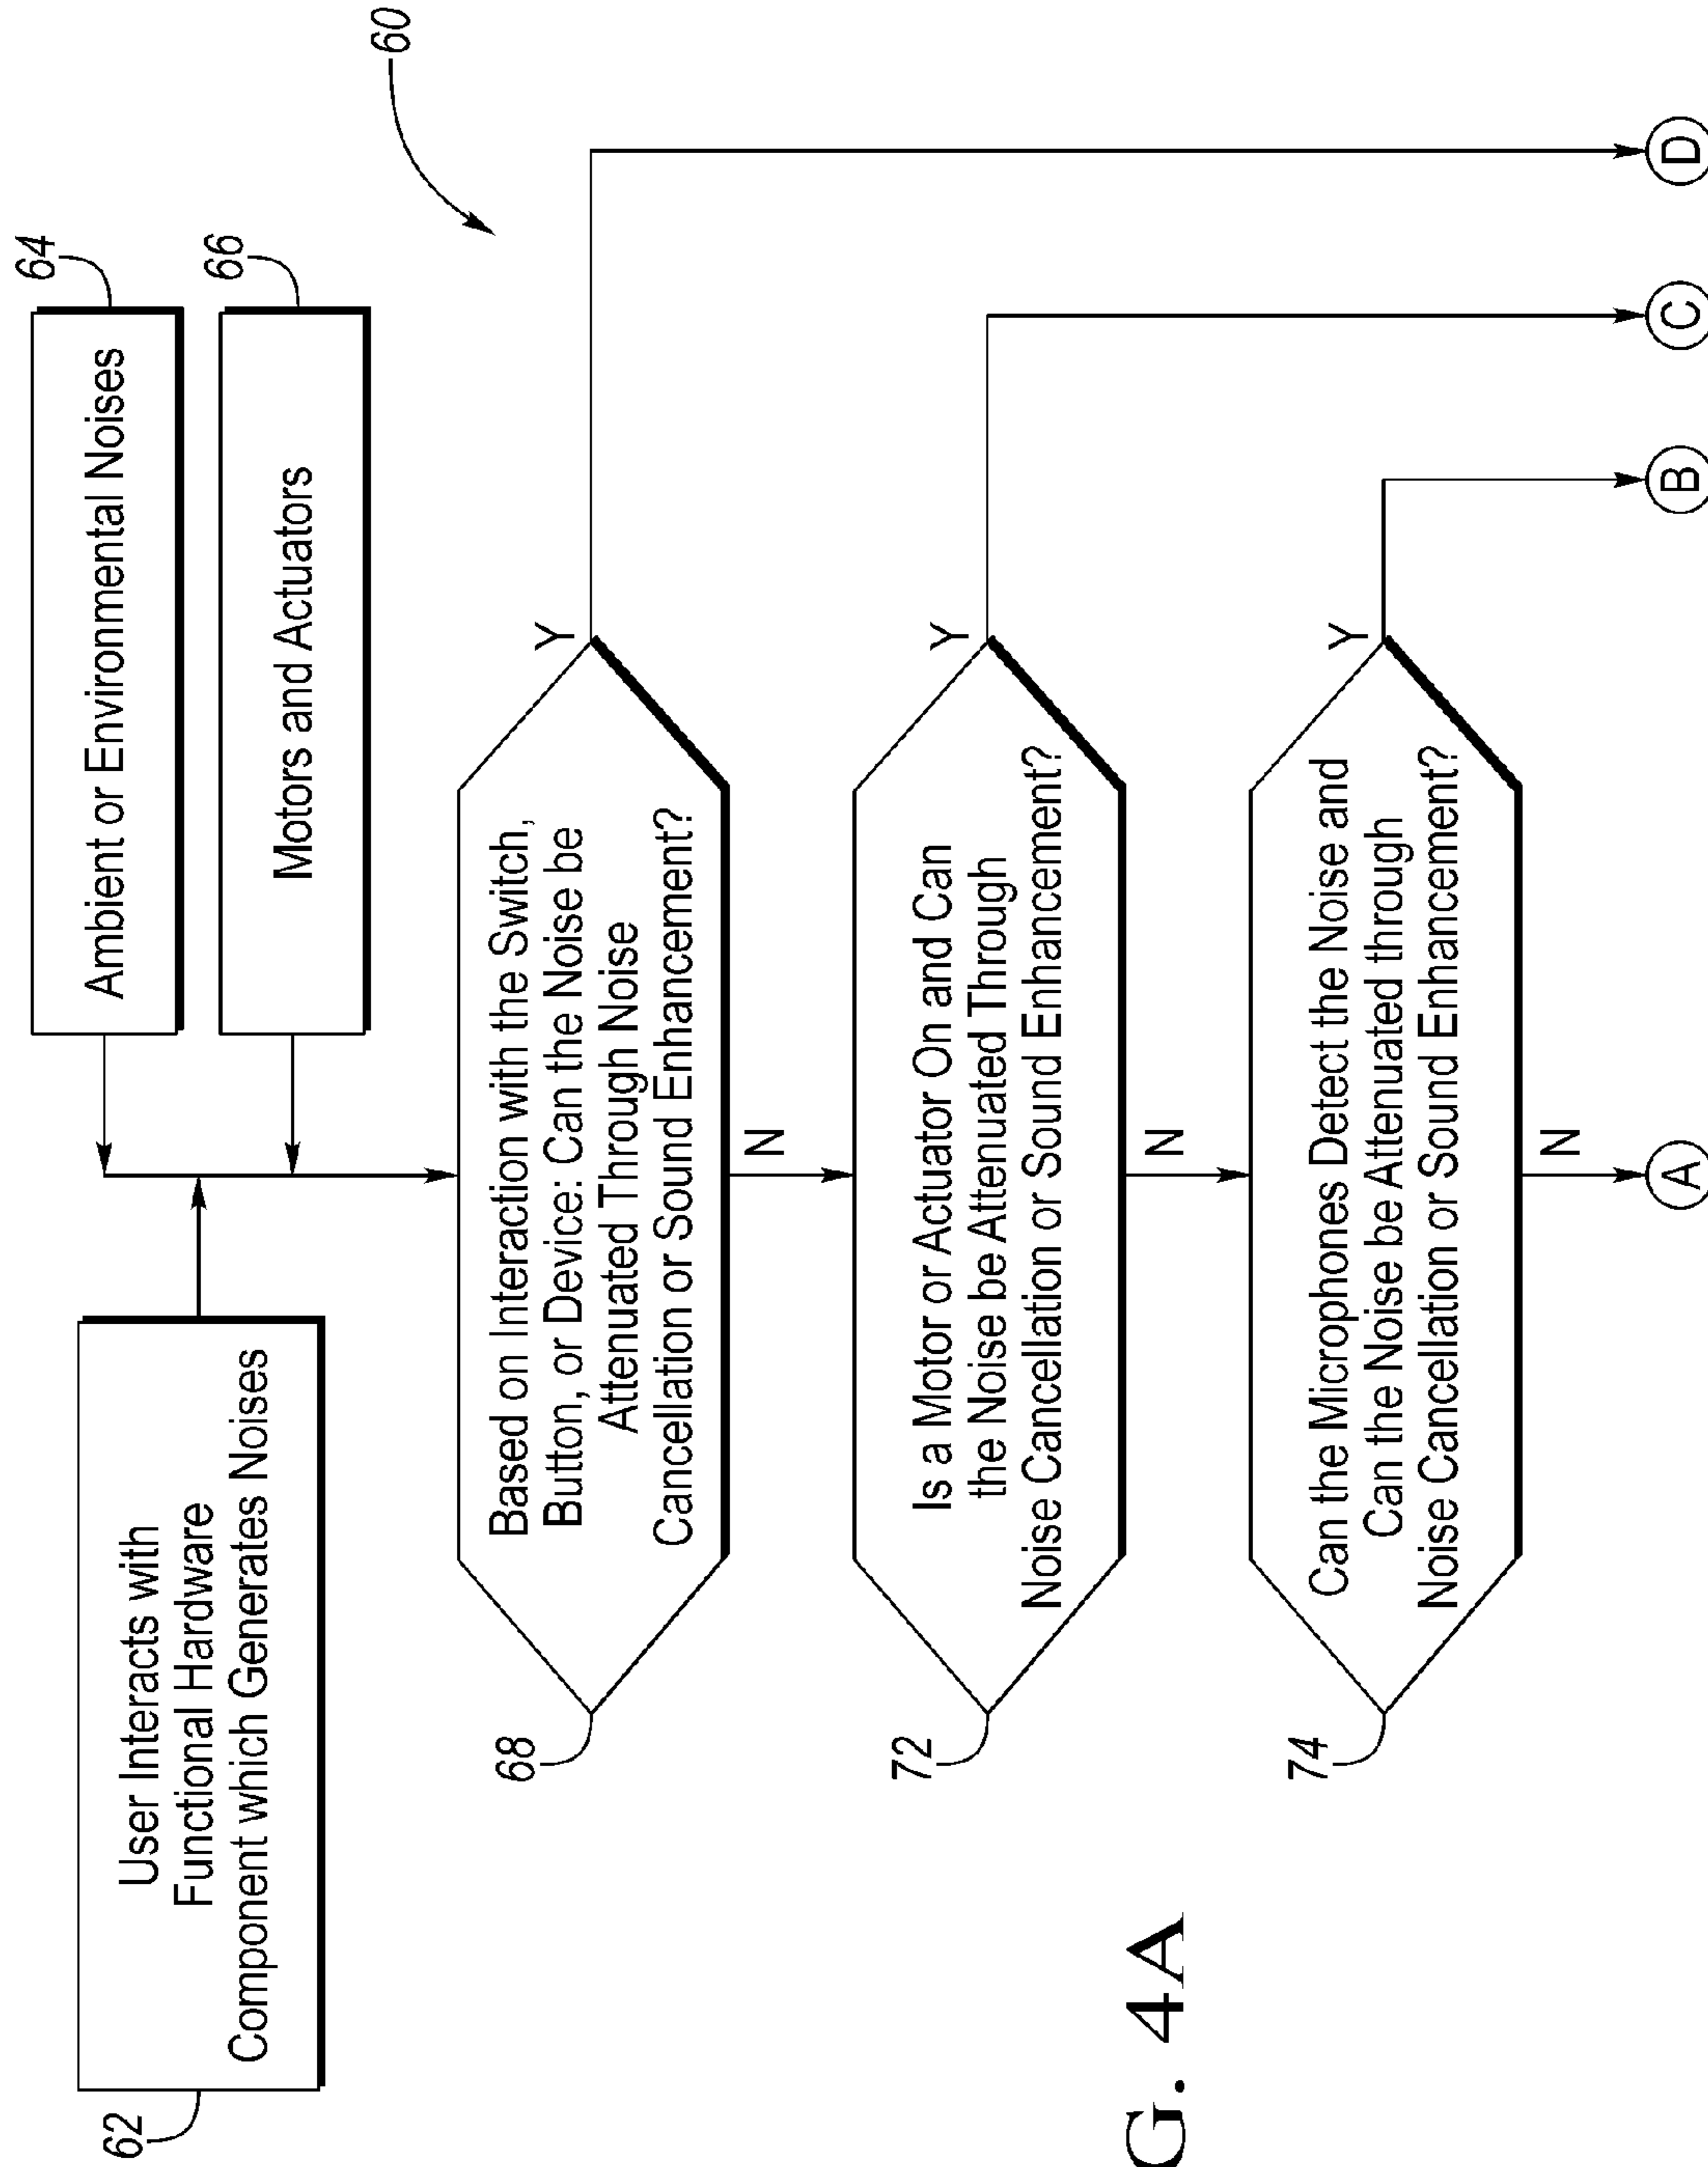 60
62
User Interacts with
Functional Hardware
Component which Generates Noises
64
Ambient or Environmental Noises
66
Motors and Actuators
68
Based on Interaction with the Switch,
Button, or Device: Can the Noise be
Attenuated Through Noise
Cancellation or Sound Enhancement?
Y
N
72
Is a Motor or Actuator On and Can
the Noise be Attenuated Through
Noise Cancellation or Sound Enhancement?
Y
N
74
Can the Microphones Detect the Noise and
Can the Noise be Attenuated through
Noise Cancellation or Sound Enhancement?
Y
N
A
B
C
D
G. 4A